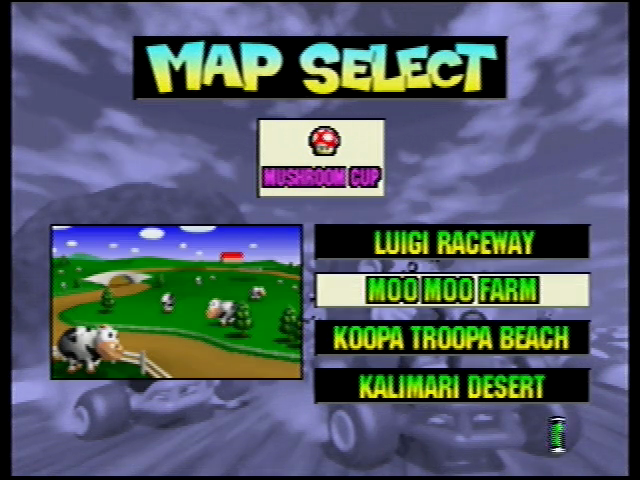 MAP SELECT
MUSHROOM CUP
LUIGI RACEWAY
MOO MOO FARM
KOOPA TROOPA BEACH
KALIMARI DESERT